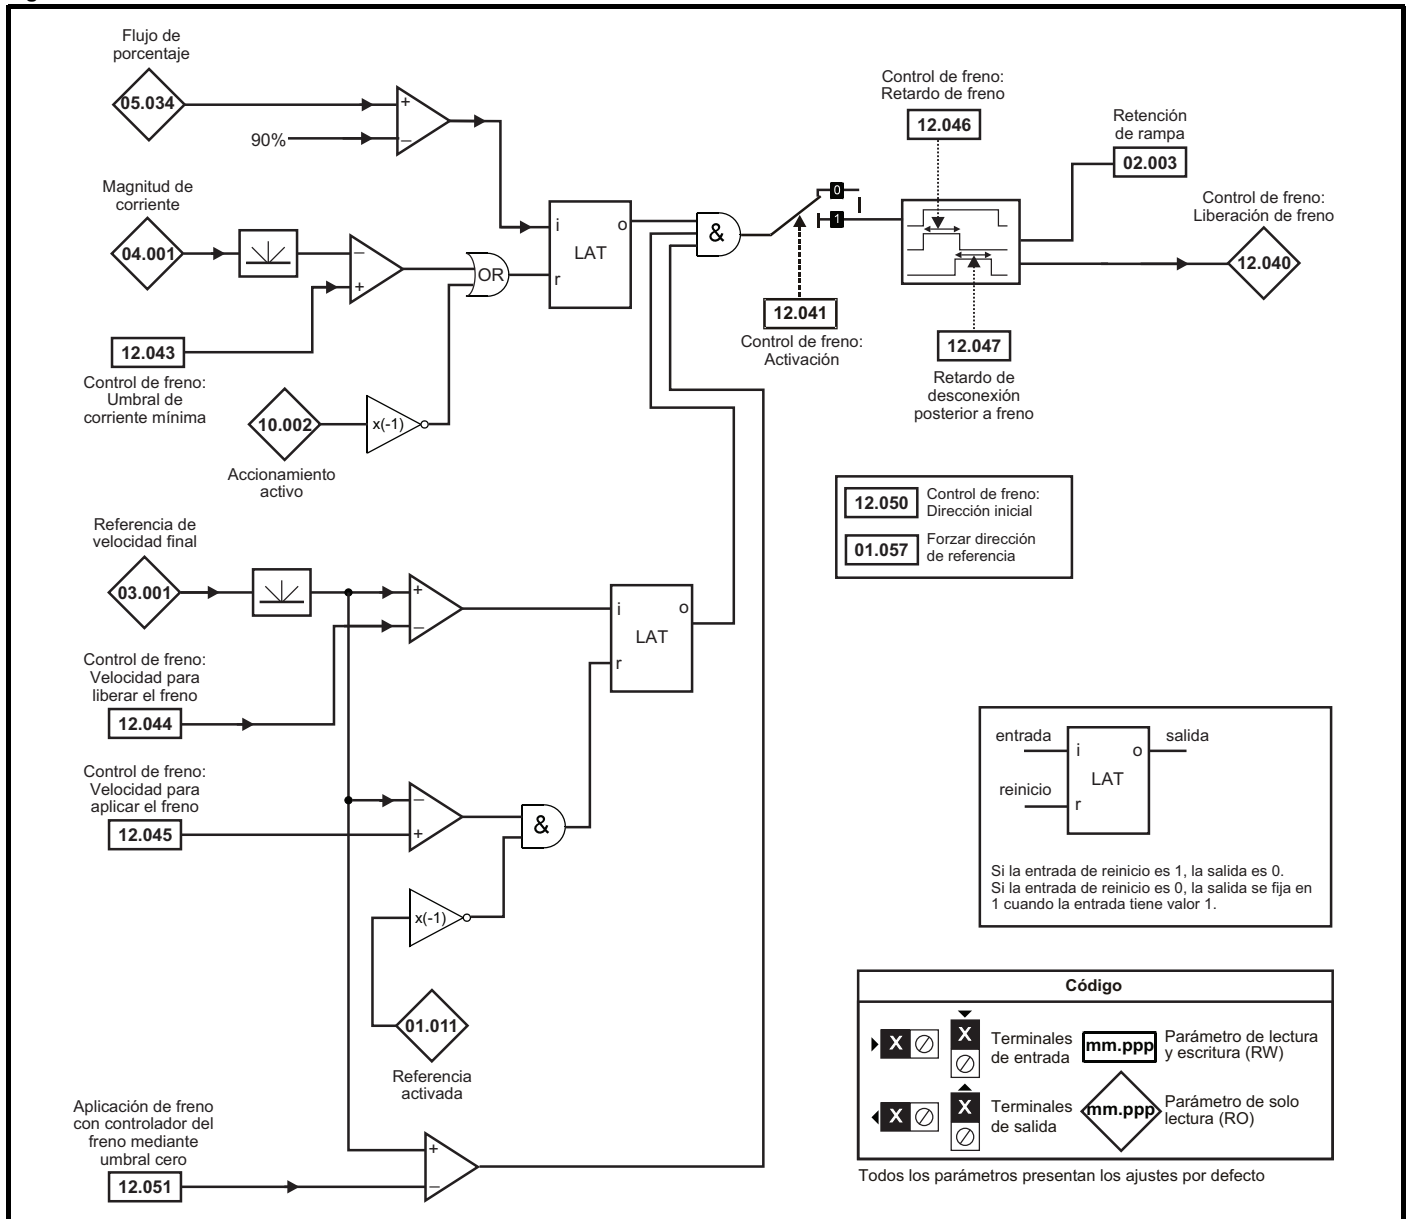 Flujo de
porcentaje
05.034
+
90%
–
Magnitud de
corriente
04.001
–
+
12.043
Control de freno:
Umbral de
corriente mínima
OR
i
o
LAT
r
10.002
x(-1)
Accionamiento
activo
&
0
1
12.041
Control de freno:
Activación
Control de freno:
Retardo de freno
12.046
12.047
Retardo de
desconexión
posterior a freno
Retención
de rampa
02.003
Control de freno:
Liberación de freno
12.040
12.050
Control de freno:
Dirección inicial
01.057
Forzar dirección
de referencia
Referencia de
velocidad final
03.001
+
–
i
o
LAT
r
Control de freno:
Velocidad para
liberar el freno
12.044
Control de freno:
Velocidad para
aplicar el freno
12.045
–
+
&
x(-1)
01.011
Referencia
activada
Aplicación de freno
con controlador del
freno mediante
umbral cero
12.051
+
–
entrada
salida
i
o
LAT
reinicio
r
Si la entrada de reinicio es 1, la salida es 0.
Si la entrada de reinicio es 0, la salida se fija en
1 cuando la entrada tiene valor 1.
Código
X
X
Terminales
de entrada
mm.ppp
Parámetro de lectura
y escritura (RW)
X
X
Terminales
de salida
mm.ppp
Parámetro de solo
lectura (RO)
Todos los parámetros presentan los ajustes por defecto